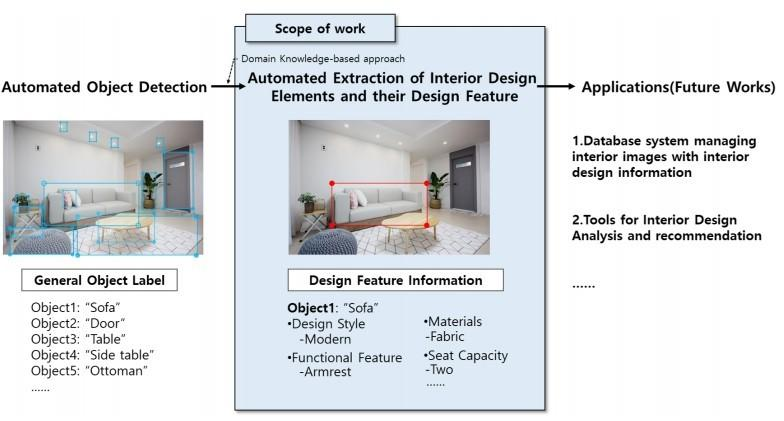 Scope of work
Domain Knowledge-based approach
Automated Object Detection
Automated Extraction of Interior Design
Elements and their Design Feature
Applications(Future Works)
General Object Label
Object1: “Sofa”
Object2: “Door”
Object3: “Table”
Object4: “Side table”
Object5: “Ottoman”
......
Design Feature Information
Object1: “Sofa”
•Design Style
-Modern
•Functional Feature
-Armrest
•Materials
-Fabric
•Seat Capacity
-Two
......
1.Database system managing
interior images with interior
design information
2.Tools for Interior Design
Analysis and recommendation
......